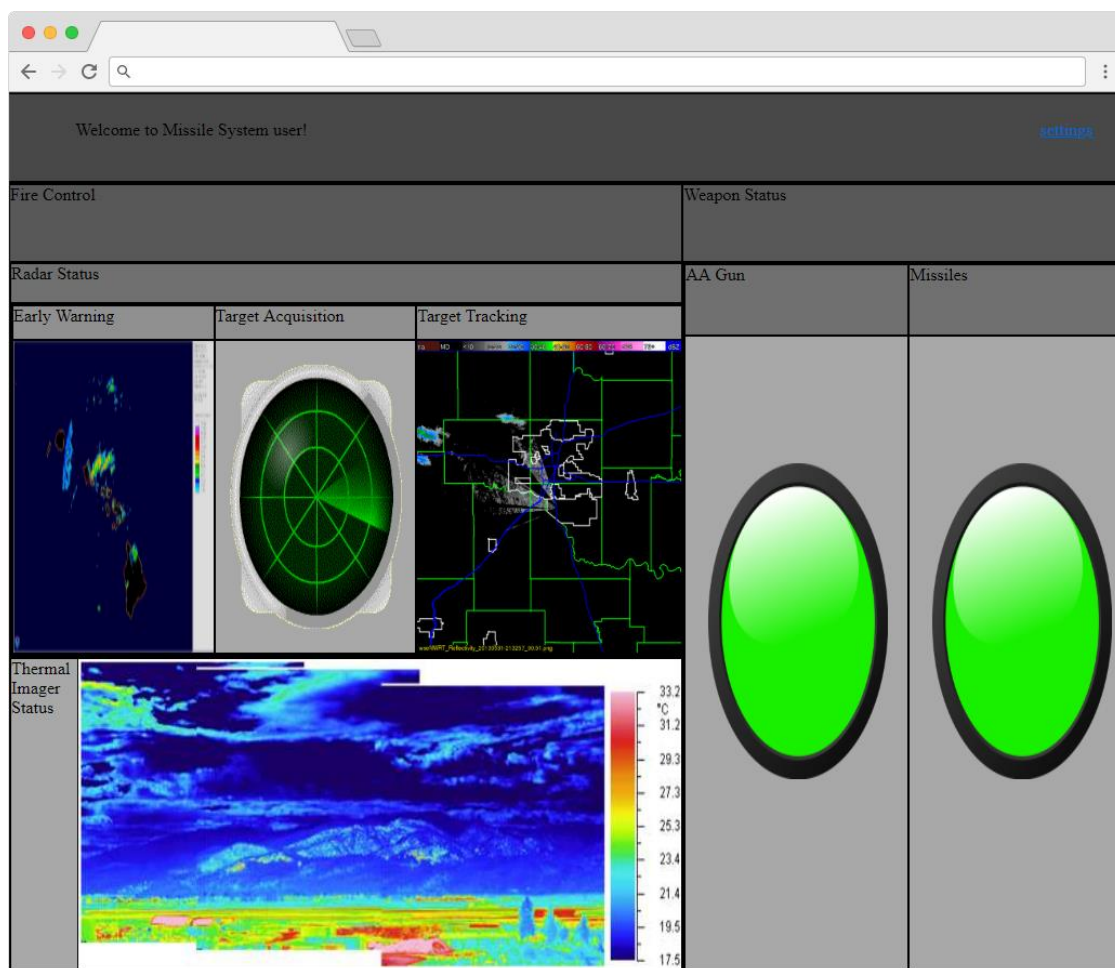 Welcome to Missile System user!
settings
Fire Control
Weapon Status
Radar Status
AA Gun
Missiles
Early Warning
Target Acquisition
Target Tracking
ND
dBZ
Thermal
Imager
Status
33.2
°C
31.2
29.3
27.3
25.3
23.4
21.4
19.5
17.5